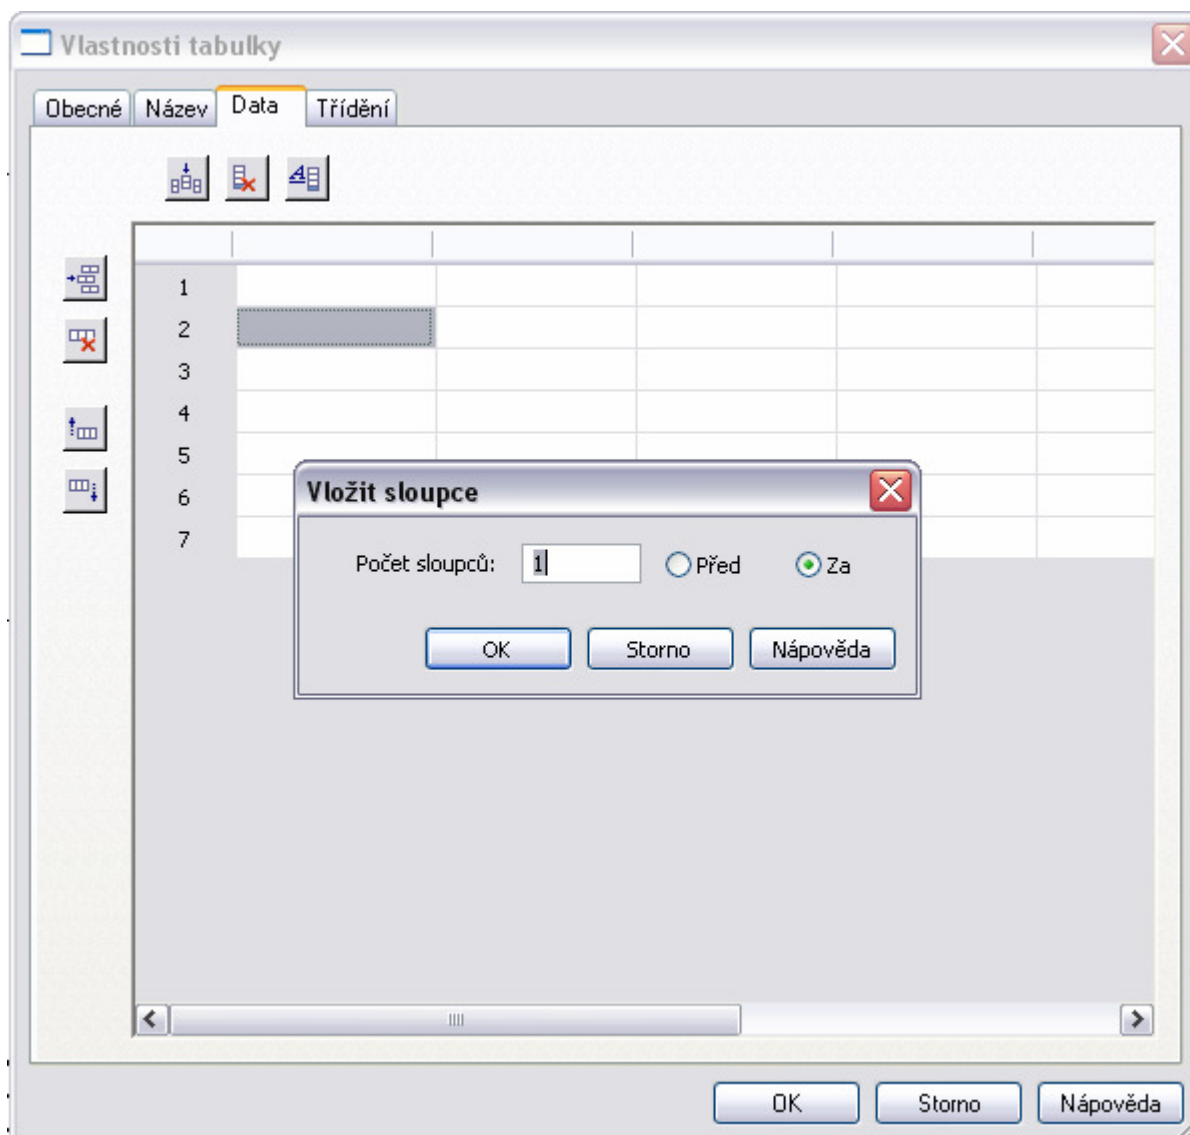 Vlastnosti tabulky
Obecné Název Data Třídění
1
2
3
4
5
6
7
Vložit sloupce
Počet sloupců: 1 Před Za
OK Storno Nápověda
OK Storno Nápověda